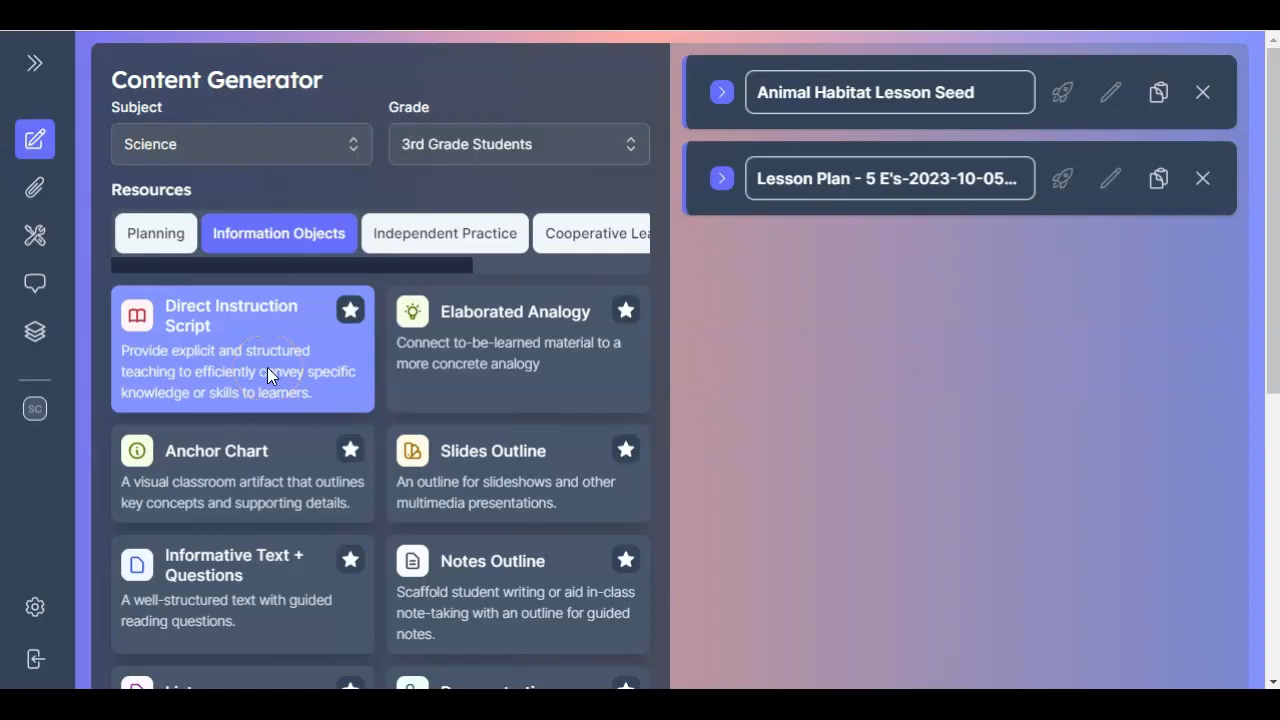 Content Generator
Subject
Grade
Science
3rd Grade Students
Resources
Planning
Information Objects
Independent Practice
Cooperative Lea
Direct Instruction
Script
Provide explicit and structured
teaching to efficiently convey specific
knowledge or skills to learners.
Elaborated Analogy
Connect to-be-learned material to a
more concrete analogy
Anchor Chart
A visual classroom artifact that outlines
key concepts and supporting details.
Slides Outline
An outline for slideshows and other
multimedia presentations.
Informative Text +
Questions
A well-structured text with guided
reading questions.
Notes Outline
Scaffold student writing or aid in-class
note-taking with an outline for guided
notes.
SC
Animal Habitat Lesson Seed
Lesson Plan - 5 E's-2023-10-05...